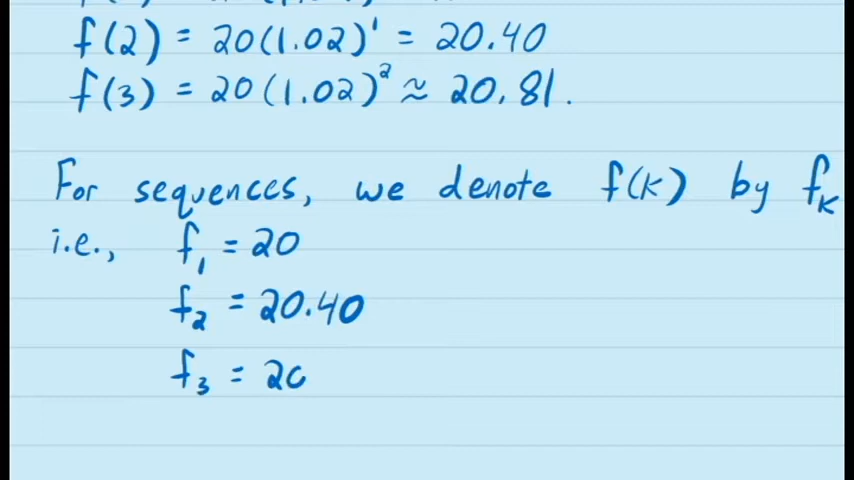 f(2) = 20(1.02)¹ = 20.40
f(3) = 20(1.02)² ≈ 20.81.
For sequences, we denote f(k) by fₖ
i.e., f₁ = 20
f₂ = 20.40
f₃ = 20